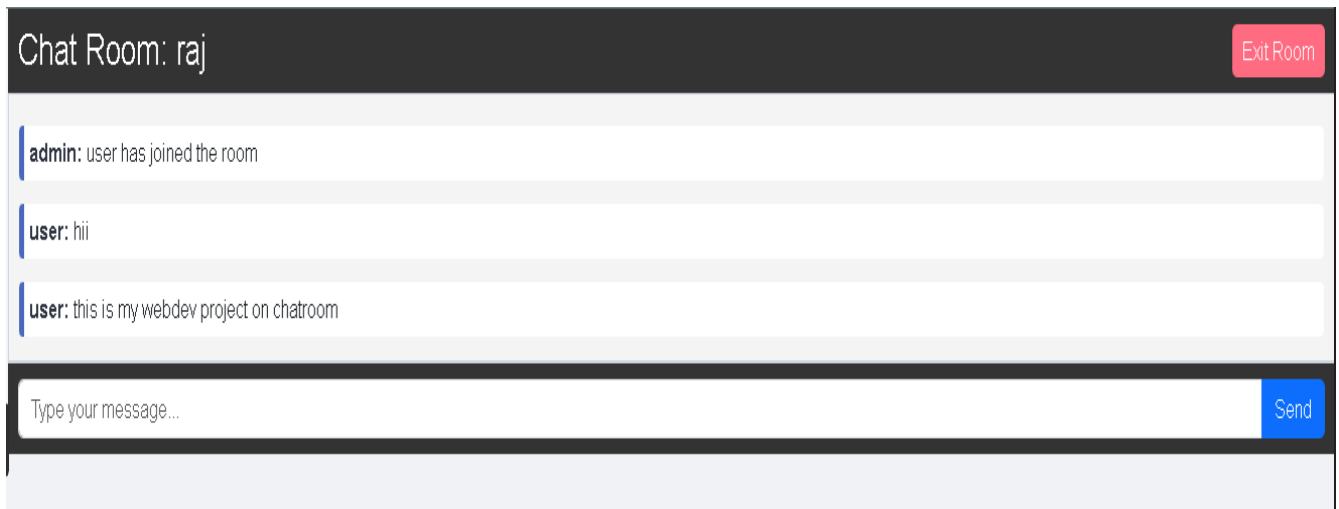 Chat Room: raj
Exit Room
admin: user has joined the room
user: hii
user: this is my webdev project on chatroom
Type your message...
Send